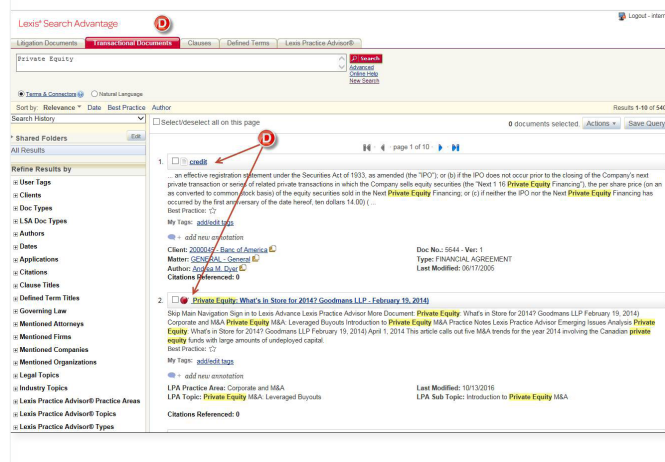 Logout - intern
Lexis® Search Advantage
D
Litigation Documents Transactional Documents Clauses Defined Terms Lexis Practice Advisor®
Private Equity
Search
Advanced
Online Help
New Search
Terms & Connectors Natural Language
Sort by: Relevance Date Best Practice Author
Results 1-10 of 540
Search History
Select/deselect all on this page
0 documents selected. Actions Save Query
Shared Folders Edit
D
All Results
page 1 of 10
Refine Results by
User Tags
Clients
Doc Types
LSA Doc Types
Authors
Dates
Applications
Citations
Clause Titles
Defined Term Titles
Governing Law
Mentioned Attorneys
Mentioned Firms
Mentioned Companies
Mentioned Organizations
Legal Topics
Industry Topics
Lexis Practice Advisor® Practice Areas
Lexis Practice Advisor® Topics
Lexis Practice Advisor® Types
1. credit
... an effective registration statement under the Securities Act of 1933, as amended (the "IPO"); or (b) if the IPO does not occur prior to the closing of the Company's next
private transaction or series of related private transactions in which the Company sells equity securities (the "Next 1 16 Private Equity Financing"), the per share price (on an
as converted to common stock basis) of the equity securities sold in the Next Private Equity Financing; or (c) if neither the IPO nor the Next Private Equity Financing has
occurred by the first anniversary of the date hereof, ten dollars 14.00) ( ...
Best Practice:
My Tags: add/edit tags
+ add new annotation
Client: 2000045 - Banc of America
Matter: GENERAL - General
Author: Andrea M. Dyer
Citations Referenced: 0
Doc No.: 5644 - Ver: 1
Type: FINANCIAL AGREEMENT
Last Modified: 06/17/2005
2. Private Equity: What's in Store for 2014? Goodmans LLP - February 19, 2014)
Skip Main Navigation Sign in to Lexis Advance Lexis Practice Advisor More Document: Private Equity: What's in Store for 2014? Goodmans LLP February 19, 2014)
Corporate and M&A Private Equity M&A: Leveraged Buyouts Introduction to Private Equity M&A Practice Notes Lexis Practice Advisor Emerging Issues Analysis Private
Equity: What's in Store for 2014? Goodmans LLP February 19, 2014) April 1, 2014 This article calls out five M&A trends for the year 2014 involving the Canadian private
equity funds with large amounts of undeployed capital.
Best Practice:
My Tags: add/edit tags
+ add new annotation
LPA Practice Area: Corporate and M&A
LPA Topic: Private Equity M&A: Leveraged Buyouts
Last Modified: 10/13/2016
LPA Sub Topic: Introduction to Private Equity M&A
Citations Referenced: 0